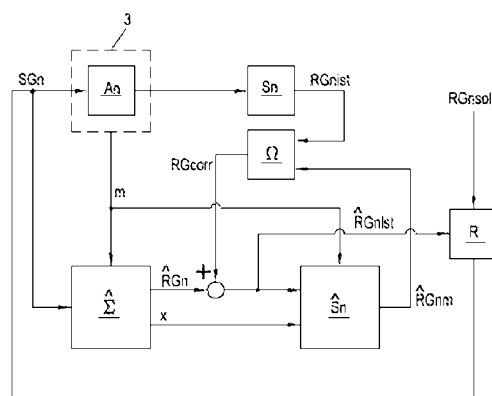 3
SGn
An
Sn
RGnist
RGnsol
RGcorr
Ω
m
R̂Gnist
R
+
R̂Gn
Σ̂
x
Ŝn
R̂Gnm